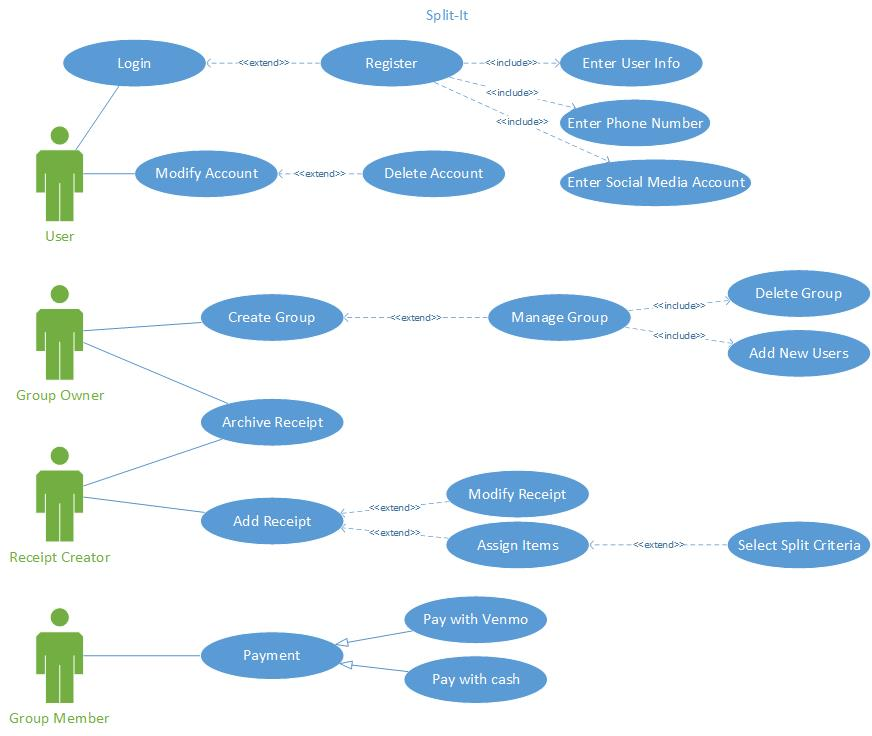 Split-It
Login
<<extend>>
Register
<<include>>
Enter User Info
<<include>>
Enter Phone Number
<<include>>
Enter Social Media Account
Modify Account
<<extend>>
Delete Account
User
Create Group
<<extend>>
Manage Group
<<include>>
Delete Group
<<include>>
Add New Users
Group Owner
Archive Receipt
Add Receipt
<<extend>>
Modify Receipt
<<extend>>
Assign Items
<<extend>>
Select Split Criteria
Receipt Creator
Payment
Pay with Venmo
Pay with cash
Group Member